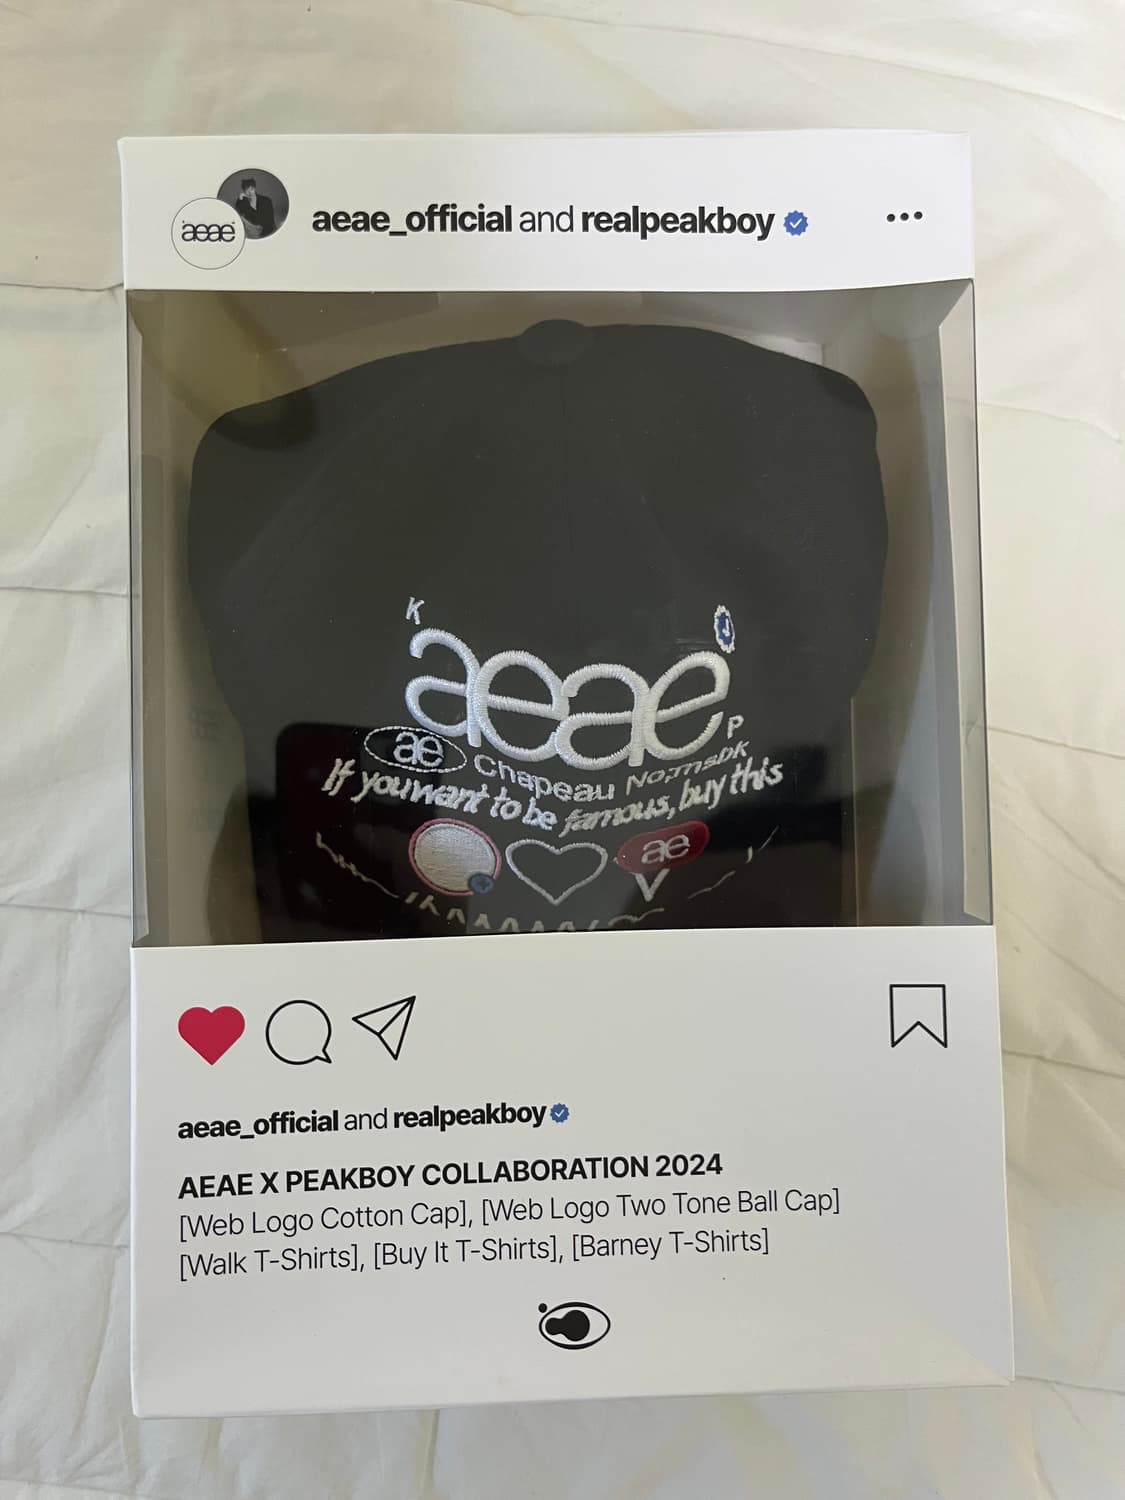 aeae
aeae_official and realpeakboy
K
aeae
P
ae Chapeau
If you want to be famous, buy this
ae
aeae_official and realpeakboy
AEAE X PEAKBOY COLLABORATION 2024
[Web Logo Cotton Cap], [Web Logo Two Tone Ball Cap]
[Walk T-Shirts], [Buy It T-Shirts], [Barney T-Shirts]